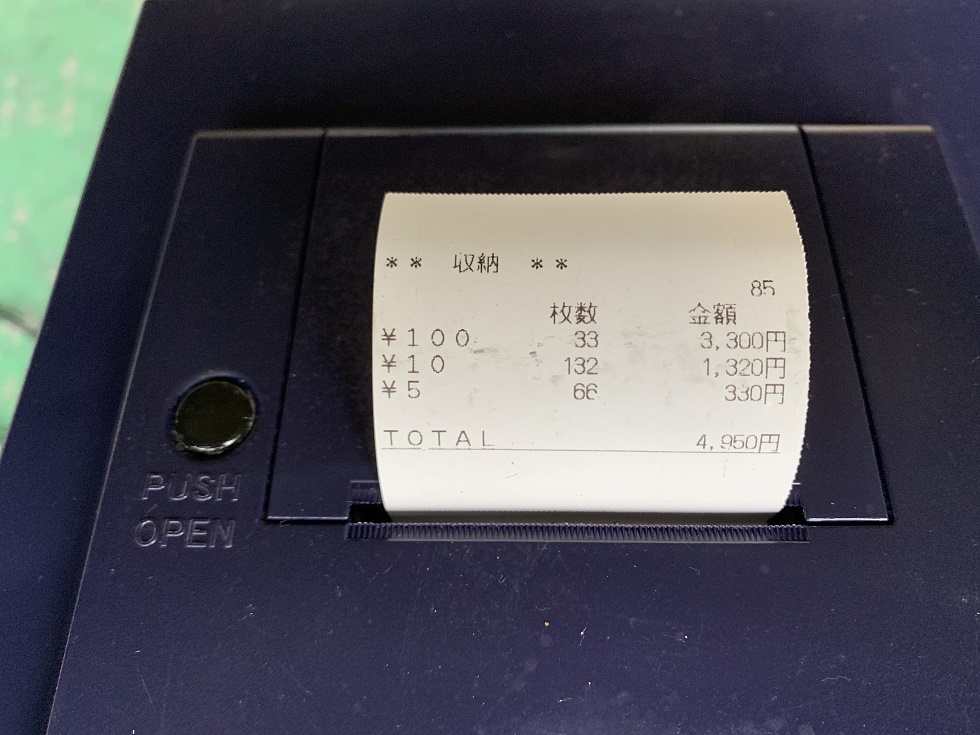 ** 収納 **
85
枚数 金額
¥100 33 3,300円
¥10 132 1,320円
¥5 66 330円
TOTAL 4,950円
PUSH
OPEN